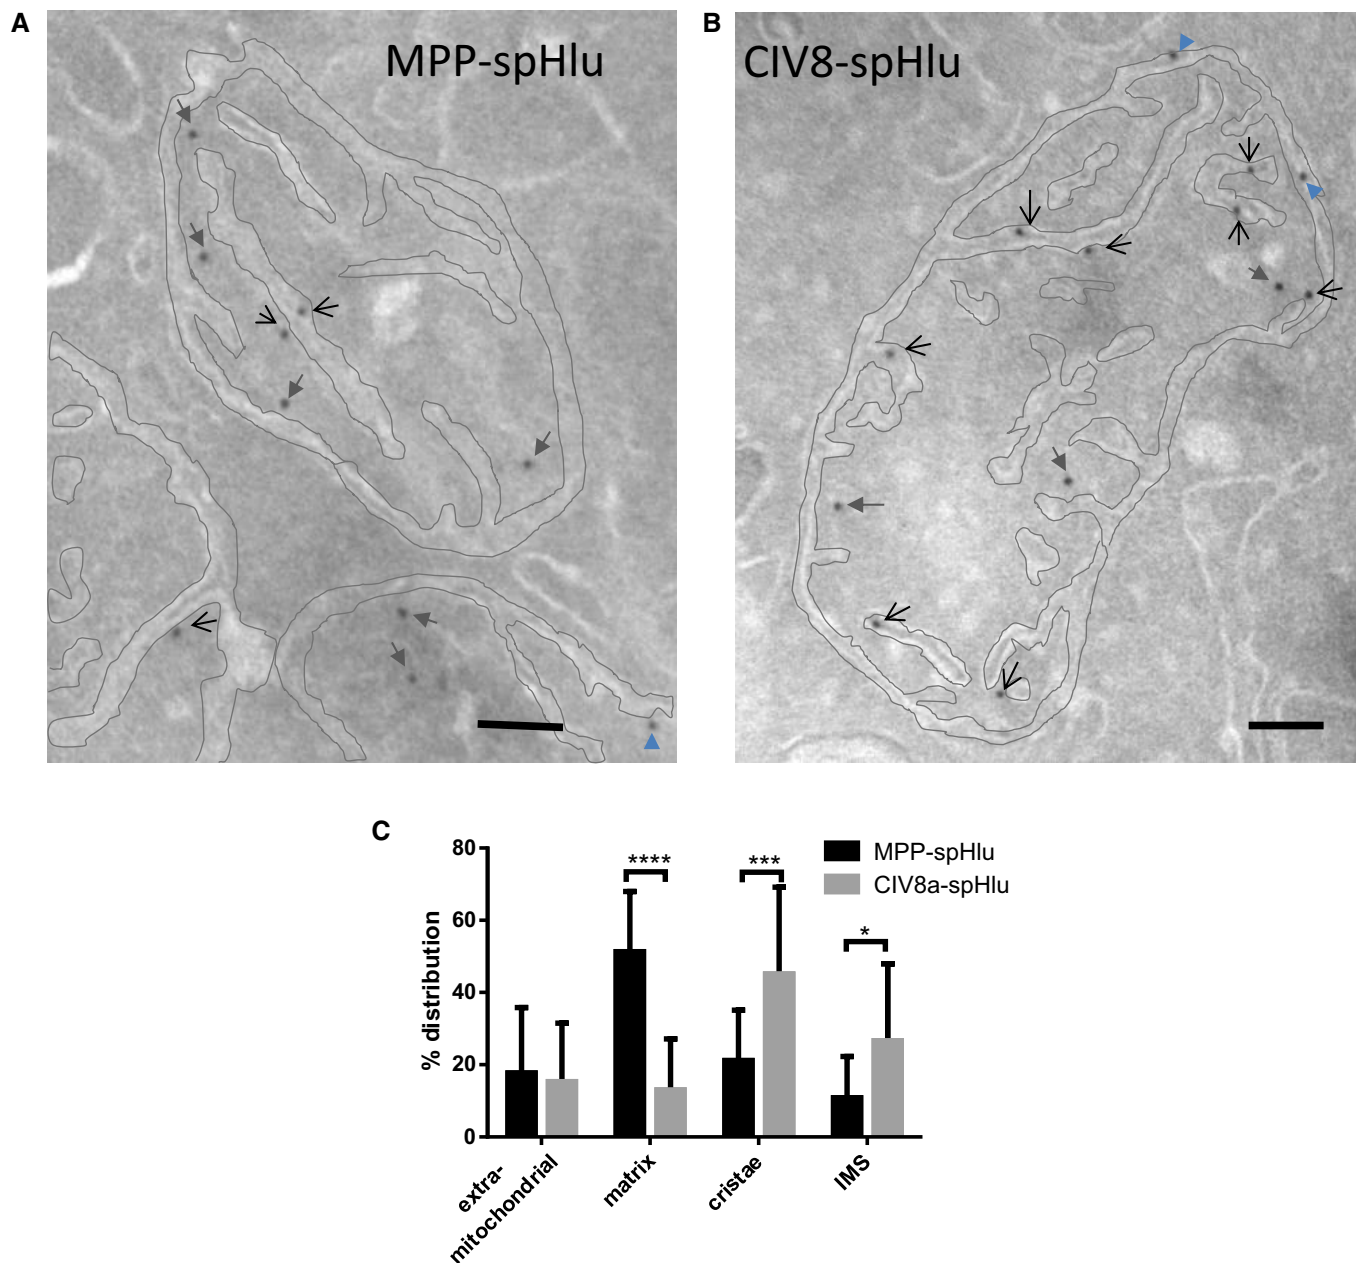 A
MPP-spHlu
B
CIV8-spHlu
C
80
60
40
20
0
% distribution
****
***
*
MPP-spHlu
CIV8a-spHlu
extra-
mitochondrial
matrix
cristae
IMS